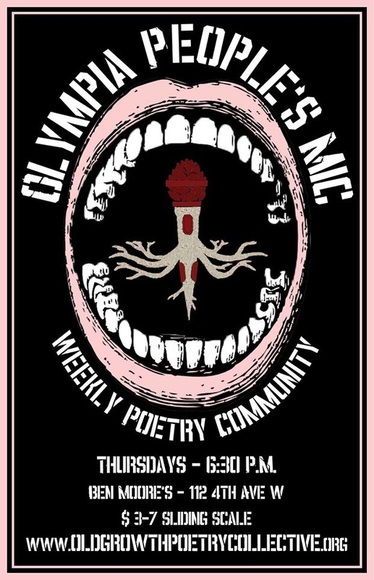 OLYMPIA PEOPLE'S MIC
WEEKLY POETRY COMMUNITY
THURSDAYS - 6:30 P.M.
BEN MOORE'S - 112 4TH AVE W
$ 3-7 SLIDING SCALE
WWW.OLDGROWTHPOETRYCOLLECTIVE.ORG